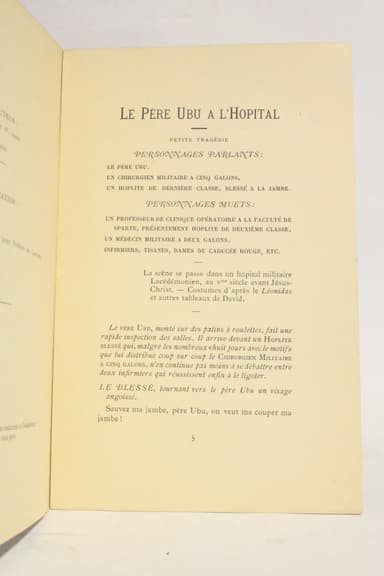 LE PÈRE UBU A L'HOPITAL
PETITE TRAGÉDIE
PERSONNAGES PARLANTS:
LE PÈRE UBU.
UN CHIRURGIEN MILITAIRE A CINQ GALONS,
UN HOPLITE DE DERNIÈRE CLASSE, BLESSÉ A LA JAMBE.
PERSONNAGES MUETS:
UN PROFESSEUR DE CLINIQUE OPÉRATOIRE A LA FACULTÉ DE
SPARTE, PRÉSENTEMENT HOPLITE DE DEUXIÈME CLASSE,
UN MÉDECIN MILITAIRE A DEUX GALONS,
INFIRMIERS, TISANES, DAMES DU CADUCÉE ROUGE, ETC.
La scène se passe dans un hopital militaire
Lacédémonien, au vme siècle avant Jésus-
Christ. — Costumes d'après le Léonidas
et autres tableaux de David.
LE PÈRE UBU, monté sur des patins à roulettes, fait une
rapide inspection des salles. Il arrive devant un HOPLITE
BLESSÉ qui, malgré les nombreux «huit jours avec le motif»
que lui distribue coup sur coup le CHIRURGIEN MILITAIRE
A CINQ GALONS, n'en continue pas moins à se débattre entre
deux infirmiers qui réussissent enfin à le ligoter.
LE BLESSÉ, tournant vers le père Ubu un visage
angoissé.
Sauvez ma jambe, père Ubu, on veut me couper ma
jambe!
5